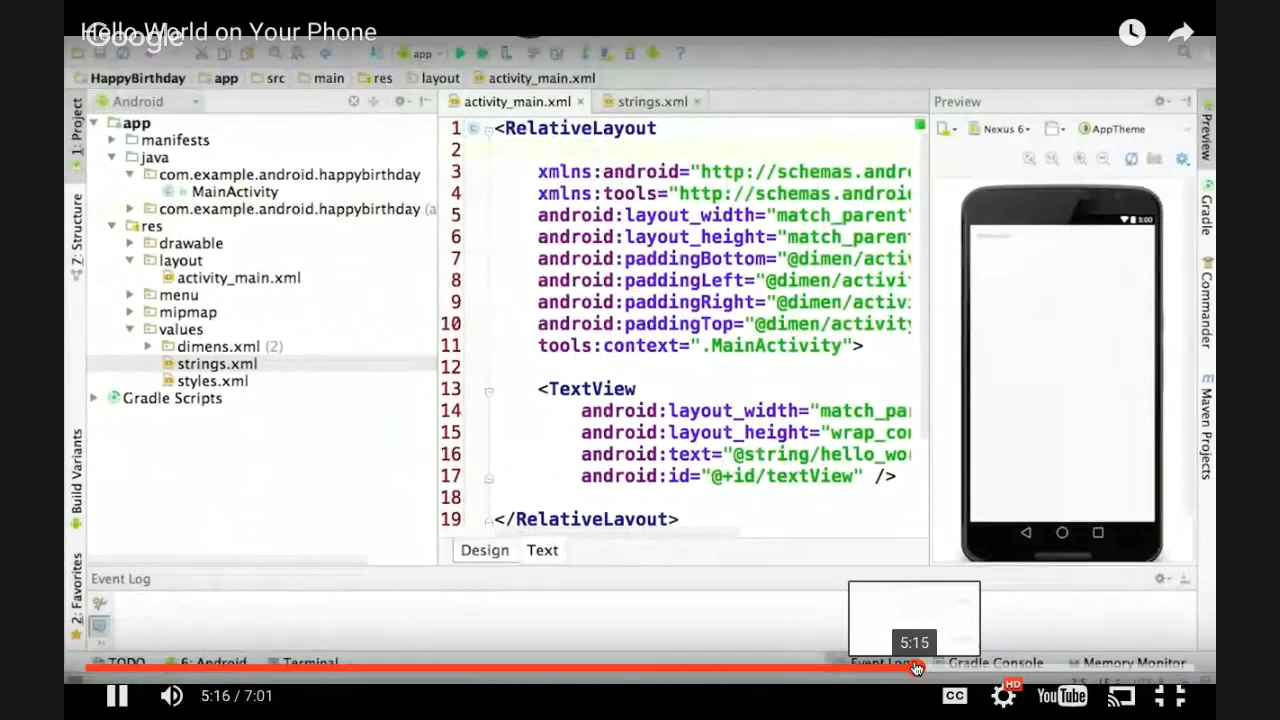 Hello World on Your Phone
Google
app
HappyBirthday app src main res layout activity_main.xml
1: Project
7: Structure
Build Variants
2: Favorites
Android
app
manifests
java
com.example.android.happybirthday
MainActivity
com.example.android.happybirthday (a
res
drawable
layout
activity_main.xml
menu
mipmap
values
dimens.xml (2)
strings.xml
styles.xml
Gradle Scripts
activity_main.xml × strings.xml ×
1 <RelativeLayout
2
3 xmlns:android="http://schemas.andr
4 xmlns:tools="http://schemas.androi
5 android:layout_width="match_parent"
6 android:layout_height="match_paren
7 android:paddingBottom="@dimen/acti
8 android:paddingLeft="@dimen/activi
9 android:paddingRight="@dimen/activ
10 android:paddingTop="@dimen/activity
11 tools:context=".MainActivity">
12
13 <TextView
14 android:layout_width="match_pa
15 android:layout_height="wrap_co
16 android:text="@string/hello_wo
17 android:id="@+id/textView" />
18
19 </RelativeLayout>
Design Text
Preview
Nexus 6 AppTheme
5:00
Preview
Gradle
Commander
Maven Projects
Event Log
5:15
TODO 6: Android Terminal Event Log Gradle Console Memory Monitor
5:16 / 7:01
CC HD YouTube